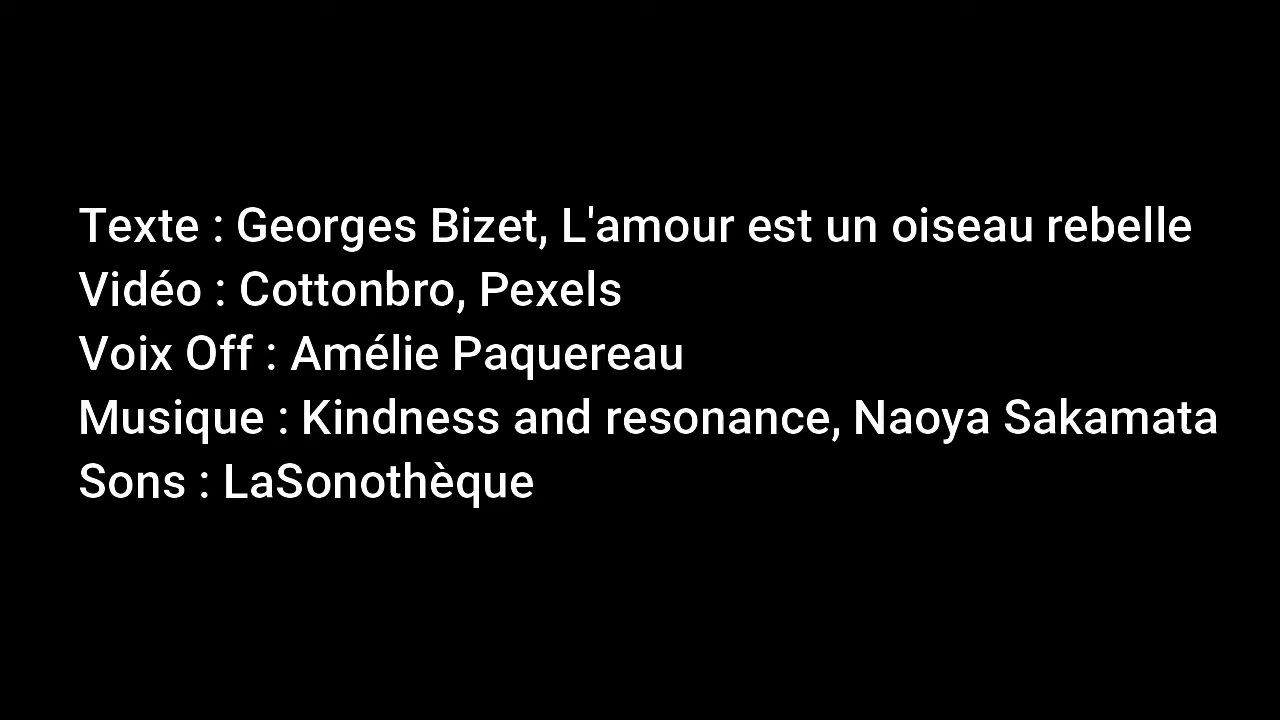 Texte : Georges Bizet, L'amour est un oiseau rebelle
Vidéo : Cottonbro, Pexels
Voix Off : Amélie Paquereau
Musique : Kindness and resonance, Naoya Sakamata
Sons : LaSonothèque